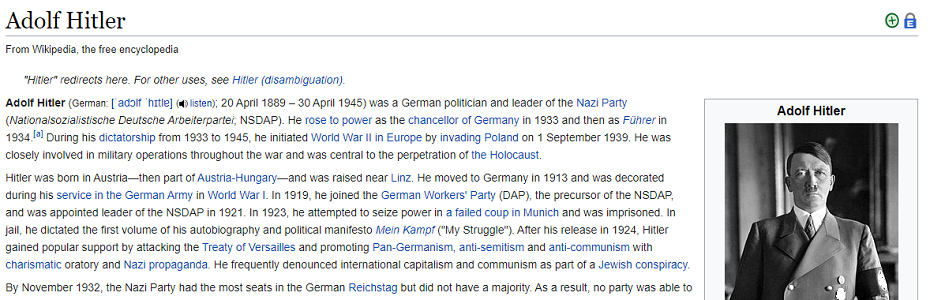 Adolf Hitler
From Wikipedia, the free encyclopedia
"Hitler" redirects here. For other uses, see Hitler (disambiguation).
Adolf Hitler (German: [ˈadɔlf ˈhɪtlɐ] (listen); 20 April 1889 – 30 April 1945) was a German politician and leader of the Nazi Party
(Nationalsozialistische Deutsche Arbeiterpartei; NSDAP). He rose to power as the chancellor of Germany in 1933 and then as Führer in
1934.[a] During his dictatorship from 1933 to 1945, he initiated World War II in Europe by invading Poland on 1 September 1939. He was
closely involved in military operations throughout the war and was central to the perpetration of the Holocaust.
Hitler was born in Austria—then part of Austria-Hungary—and was raised near Linz. He moved to Germany in 1913 and was decorated
during his service in the German Army in World War I. In 1919, he joined the German Workers' Party (DAP), the precursor of the NSDAP,
and was appointed leader of the NSDAP in 1921. In 1923, he attempted to seize power in a failed coup in Munich and was imprisoned. In
jail, he dictated the first volume of his autobiography and political manifesto Mein Kampf ("My Struggle"). After his release in 1924, Hitler
gained popular support by attacking the Treaty of Versailles and promoting Pan-Germanism, anti-semitism and anti-communism with
charismatic oratory and Nazi propaganda. He frequently denounced international capitalism and communism as part of a Jewish conspiracy.
By November 1932, the Nazi Party had the most seats in the German Reichstag but did not have a majority. As a result, no party was able to
Adolf Hitler